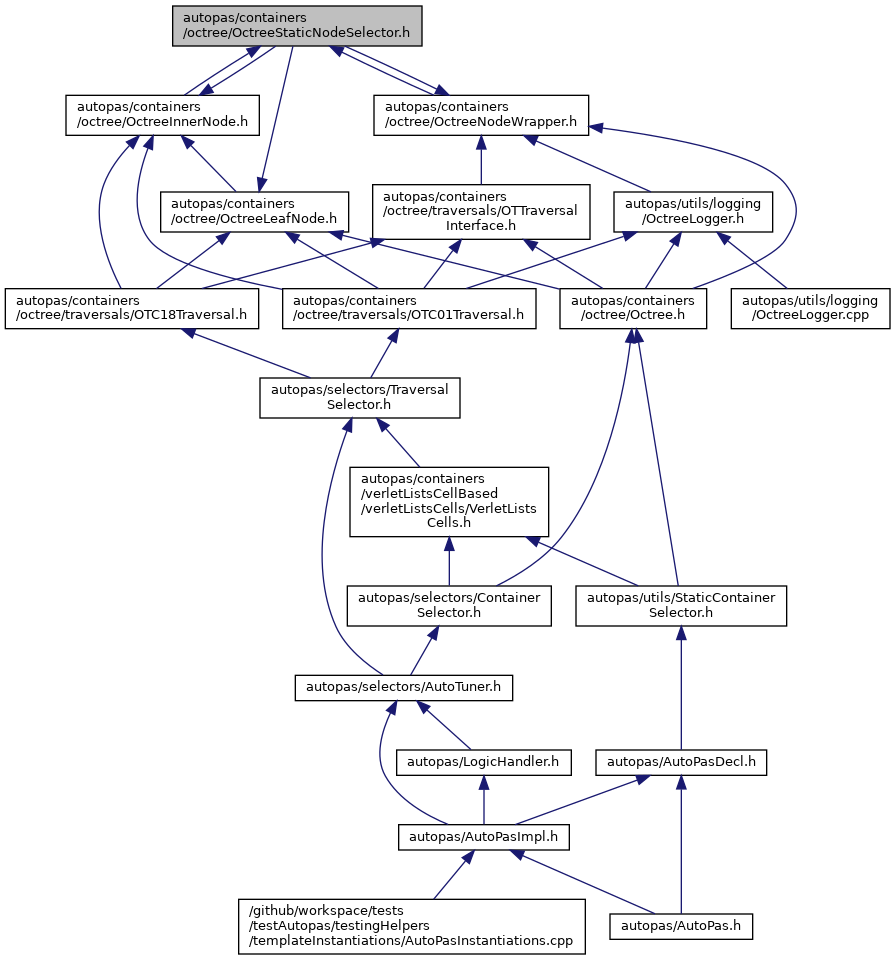 autopas/containers
/octree/OctreeStaticNodeSelector.h
autopas/containers
/octree/OctreeInnerNode.h
autopas/containers
/octree/OctreeNodeWrapper.h
autopas/containers
/octree/OctreeLeafNode.h
autopas/containers
/octree/traversals/OTTraversal
Interface.h
autopas/utils/logging
/OctreeLogger.h
autopas/containers
/octree/traversals/OTC18Traversal.h
autopas/containers
/octree/traversals/OTC01Traversal.h
autopas/containers
/octree/Octree.h
autopas/utils/logging
/OctreeLogger.cpp
autopas/selectors/Traversal
Selector.h
autopas/containers
/verletListsCellBased
/verletListsCells/VerletLists
Cells.h
autopas/selectors/Container
Selector.h
autopas/utils/StaticContainer
Selector.h
autopas/selectors/AutoTuner.h
autopas/LogicHandler.h
autopas/AutoPasDecl.h
autopas/AutoPasImpl.h
/github/workspace/tests
/testAutopas/testingHelpers
/templateInstantiations/AutoPasInstantiations.cpp
autopas/AutoPas.h